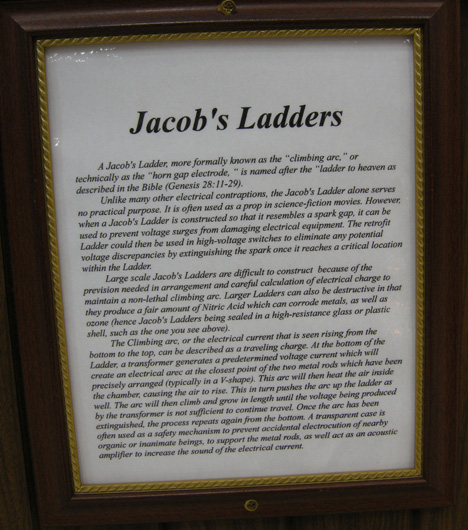 Jacob's Ladders
A Jacob's Ladder, more formally known as the "climbing arc," or
technically as the "horn gap electrode, " is named after the "ladder to heaven as
described in the Bible (Genesis 28:11-29).
Unlike many other electrical contraptions, the Jacob's Ladder alone serves
no practical purpose. It is often used as a prop in science-fiction movies. However,
when a Jacob's Ladder is constructed so that it resembles a spark gap, it can be
used to prevent voltage surges from damaging electrical equipment. The retrofit
Ladder could then be used in high-voltage switches to eliminate any potential
voltage discrepancies by extinguishing the spark once it reaches a critical location
within the Ladder.
Large scale Jacob's Ladders are difficult to construct because of the
prevision needed in arrangement and careful calculation of electrical charge to
maintain a non-lethal climbing arc. Larger Ladders can also be destructive in that
they produce a fair amount of Nitric Acid which can corrode metals, as well as
ozone (hence Jacob's Ladders being sealed in a high-resistance glass or plastic
shell, such as the one you see above).
The Climbing arc, or the electrical current that is seen rising from the
bottom to the top, can be described as a traveling charge. At the bottom of the
Ladder, a transformer generates a predetermined voltage current which will
create an electrical arec at the closest point of the two metal rods which have been
precisely arranged (typically in a V-shape). This arc will then heat the air inside
the chamber, causing the air to rise. This in turn pushes the arc up the ladder as
well. The arc will then climb and grow in length until the voltage being produced
by the transformer is not sufficient to continue travel. Once the arc has been
extinguished, the process repeats again from the bottom. A transparent case is
often used as a safety mechanism to prevent accidental electrocution of nearby
organic or inanimate beings, to support the metal rods, as well act as an acoustic
amplifier to increase the sound of the electrical current.